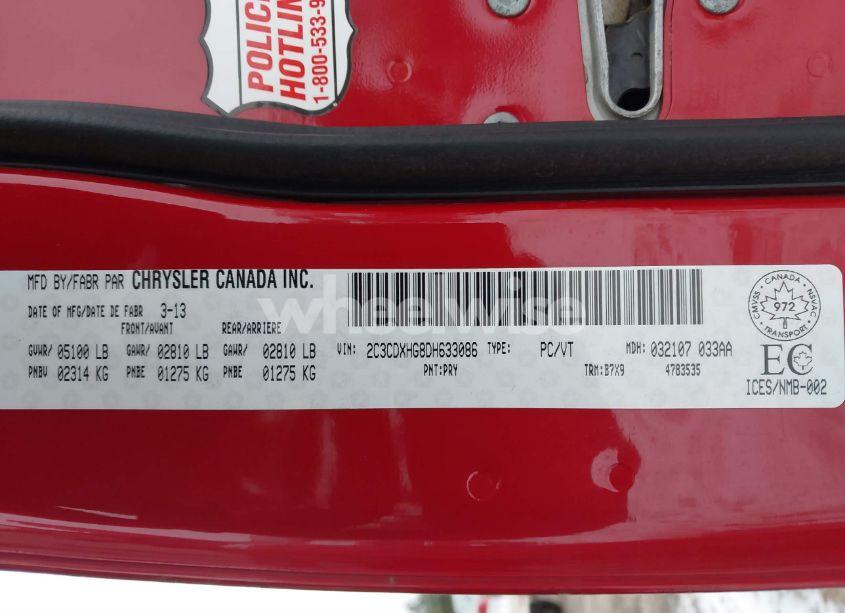 POLICE
HOTLINE
1-800-533-9
MFD BY/FABR PAR CHRYSLER CANADA INC.
DATE OF MFG/DATE DE FABR 3-13
FRONT/AVANT REAR/ARRIERE
GVWR/05100 LB GAWR/ 02810 LB GAWR/ 02810 LB
PNBV 02314 KG PNBE 01275 KG PNBE 01275 KG
VIN: 2C3CDXHG8DH633086 TYPE: PC/VT MDH: 032107 033AA
PNT:PRY TRM:B7X9 4783535
CANADA
CMVSS NSVAC
972
TRANSPORT
EC
ICES/NMB-002
wheelwise